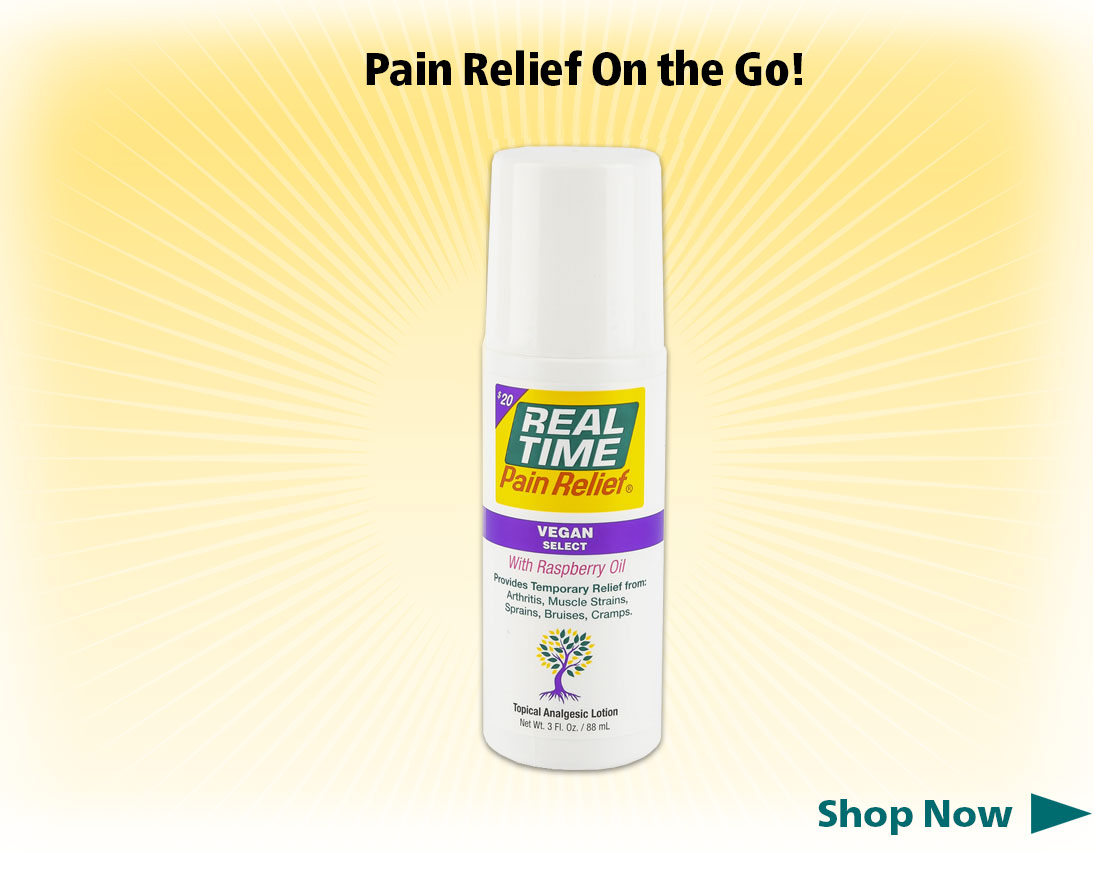 Pain Relief On the Go!
$20
REAL
TIME
Pain Relief®
VEGAN
SELECT
With Raspberry Oil
Provides Temporary Relief from:
Arthritis, Muscle Strains,
Sprains, Bruises, Cramps.
Topical Analgesic Lotion
Net Wt. 3 Fl. Oz. / 88 mL
Shop Now